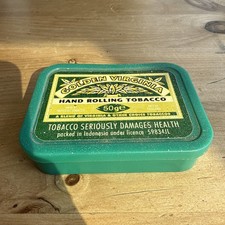 GOLDEN VIRGINIA
HAND ROLLING TOBACCO
50g℮
A BLEND OF VIRGINIA & OTHER CHOICE TOBACCOS
TOBACCO SERIOUSLY DAMAGES HEALTH
packed in Indonesia under licence 598341L